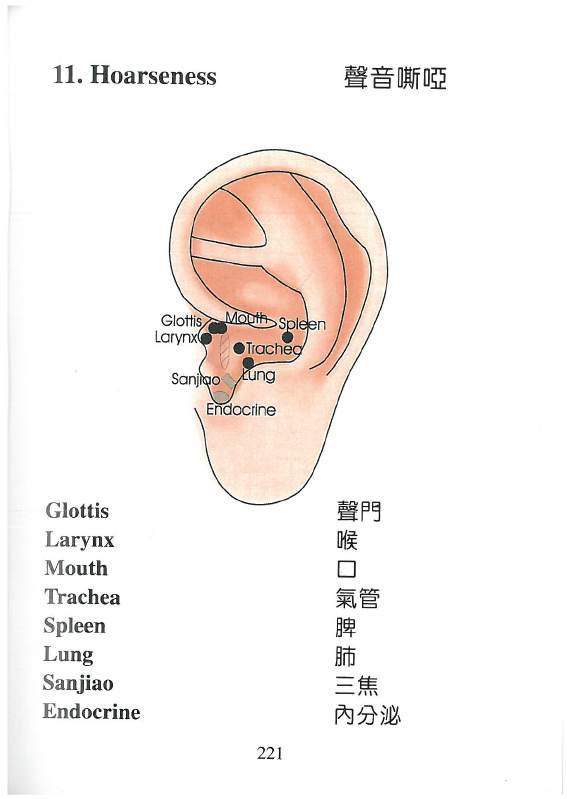 11. Hoarseness 聲音嘶啞
Glottis Mouth Spleen
Larynx
Trachea
Sanjiao Lung
Endocrine
Glottis 聲門
Larynx 喉
Mouth 口
Trachea 氣管
Spleen 脾
Lung 肺
Sanjiao 三焦
Endocrine 內分泌
221